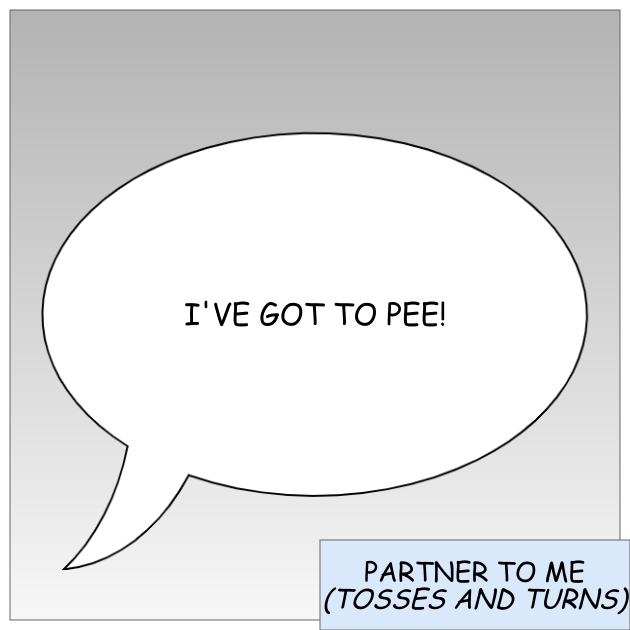 I'VE GOT TO PEE!
PARTNER TO ME
(TOSSES AND TURNS)